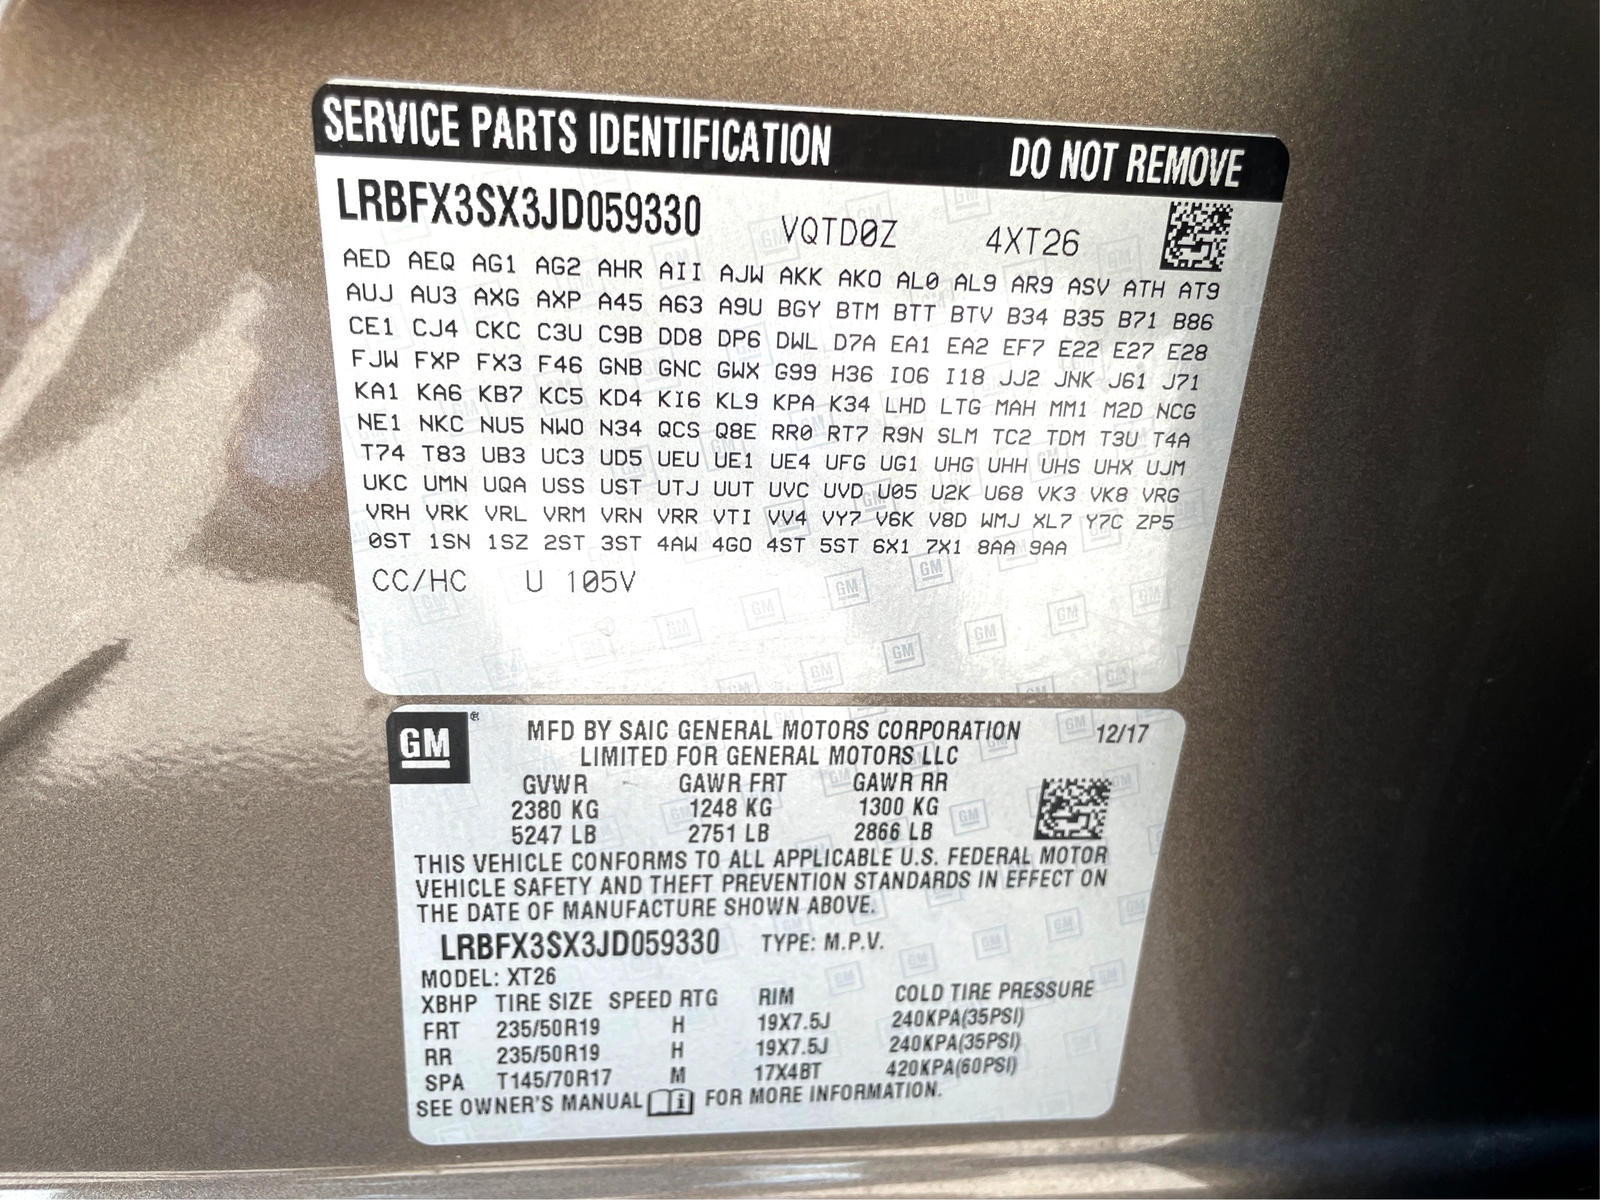 SERVICE PARTS IDENTIFICATION DO NOT REMOVE
LRBFX3SX3JD059330 VQTD0Z 4XT26
AED AEQ AG1 AG2 AHR AII AJW AKK AKO AL0 AL9 AR9 ASV ATH AT9
AUJ AU3 AXG AXP A45 A63 A9U BGY BTM BTT BTV B34 B35 B71 B86
CE1 CJ4 CKC C3U C9B DD8 DP6 DWL D7A EA1 EA2 EF7 E22 E27 E28
FJW FXP FX3 F46 GNB GNC GWX G99 H36 IO6 I18 JJ2 JNK J61 J71
KA1 KA6 KB7 KC5 KD4 KI6 KL9 KPA K34 LHD LTG MAH MM1 M2D NCG
NE1 NKC NU5 NWO N34 QCS Q8E RR0 RT7 R9N SLM TC2 TDM T3U T4A
T74 T83 UB3 UC3 UD5 UEU UE1 UE4 UFG UG1 UHG UHH UHS UHX UJM
UKC UMN UQA USS UST UTJ UUT UVC UVD U05 U2K U68 VK3 VK8 VRG
VRH VRK VRL VRM VRN VRR VTI VV4 VY7 V6K V8D WMJ XL7 Y7C ZP5
0ST 1SN 1SZ 2ST 3ST 4AW 4GO 4ST 5ST 6X1 7X1 8AA 9AA
CC/HC U 105V
GM ® MFD BY SAIC GENERAL MOTORS CORPORATION 12/17
LIMITED FOR GENERAL MOTORS LLC
GVWR GAWR FRT GAWR RR
2380 KG 1248 KG 1300 KG
5247 LB 2751 LB 2866 LB
THIS VEHICLE CONFORMS TO ALL APPLICABLE U.S. FEDERAL MOTOR
VEHICLE SAFETY AND THEFT PREVENTION STANDARDS IN EFFECT ON
THE DATE OF MANUFACTURE SHOWN ABOVE.
LRBFX3SX3JD059330 TYPE: M.P.V.
MODEL: XT26
XBHP TIRE SIZE SPEED RTG RIM COLD TIRE PRESSURE
FRT 235/50R19 H 19X7.5J 240KPA(35PSI)
RR 235/50R19 H 19X7.5J 240KPA(35PSI)
SPA T145/70R17 M 17X4BT 420KPA(60PSI)
SEE OWNER'S MANUAL i FOR MORE INFORMATION.